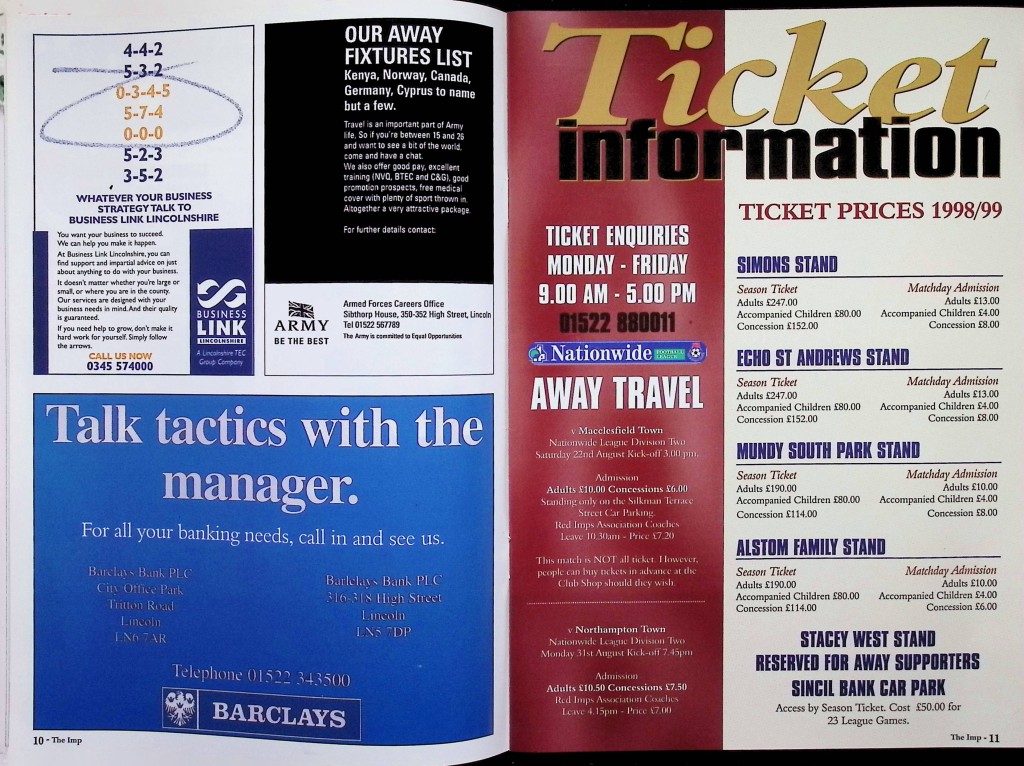 4-4-2
5-3-2
0-3-4-5
5-7-4
0-0-0
5-2-3
3-5-2
WHATEVER YOUR BUSINESS
STRATEGY TALK TO
BUSINESS LINK LINCOLNSHIRE
You want your business to succeed.
We can help you make it happen.
At Business Link Lincolnshire, you can
find support and impartial advice on just
about anything to do with your business.
It doesn't matter whether you're large or
small, or where you are in the county.
Our services are designed with your
business needs in mind. And their quality
is guaranteed.
If you need help to grow, don't make it
hard work for yourself. Simply follow
the arrows.
CALL US NOW
0345 574000
BUSINESS
LINK
LINCOLNSHIRE
A Lincolnshire TEC
Group Company
OUR AWAY
FIXTURES LIST
Kenya, Norway, Canada,
Germany, Cyprus to name
but a few.
Travel is an important part of Army
life. So if you're between 15 and 26
and want to see a bit of the world,
come and have a chat.
We also offer good pay, excellent
training (NVQ, BTEC and C&G), good
promotion prospects, free medical
cover with plenty of sport thrown in.
Altogether a very attractive package.
For further details contact:
ARMY
BE THE BEST
Armed Forces Careers Office
Sibthorp House, 350-352 High Street, Lincoln
Tel 01522 567789
The Army is committed to Equal Opportunities
Talk tactics with the
manager.
For all your banking needs, call in and see us.
Barclays Bank PLC
City Office Park
Tritton Road
Lincoln
LN6 7AR
Barlclays Bank PLC
316-318 High Street
Lincoln
LN5 7DP
Telephone 01522 343500
BARCLAYS
10 - The Imp
Ticket
information
TICKET ENQUIRIES
MONDAY - FRIDAY
9.00 AM - 5.00 PM
01522 880011
Nationwide
FOOTBALL
LEAGUE
AWAY TRAVEL
v Macclesfield Town
Nationwide League Division Two
Saturday 22nd August Kick-off 3.00 pm.
Admission
Adults £10.00 Concessions £6.00
Standing only on the Silkman Terrace
Street Car Parking.
Red Imps Association Coaches
Leave 10.30am - Price £7.20
This match is NOT all ticket. However,
people can buy tickets in advance at the
Club Shop should they wish.
v Northampton Town
Nationwide League Division Two
Monday 31st August Kick-off 7.45pm
Admission
Adults £10.50 Concessions £7.50
Red Imps Association Coaches
Leave 4.15pm - Price £7.00
TICKET PRICES 1998/99
SIMONS STAND
Season Ticket
Adults £247.00
Accompanied Children £80.00
Concession £152.00
Matchday Admission
Adults £13.00
Accompanied Children £4.00
Concession £8.00
ECHO ST ANDREWS STAND
Season Ticket
Adults £247.00
Accompanied Children £80.00
Concession £152.00
Matchday Admission
Adults £13.00
Accompanied Children £4.00
Concession £8.00
MUNDY SOUTH PARK STAND
Season Ticket
Adults £190.00
Accompanied Children £80.00
Concession £114.00
Matchday Admission
Adults £10.00
Accompanied Children £4.00
Concession £8.00
ALSTOM FAMILY STAND
Season Ticket
Adults £190.00
Accompanied Children £80.00
Concession £114.00
Matchday Admission
Adults £10.00
Accompanied Children £4.00
Concession £6.00
STACEY WEST STAND
RESERVED FOR AWAY SUPPORTERS
SINCIL BANK CAR PARK
Access by Season Ticket. Cost £50.00 for
23 League Games.
The Imp - 11